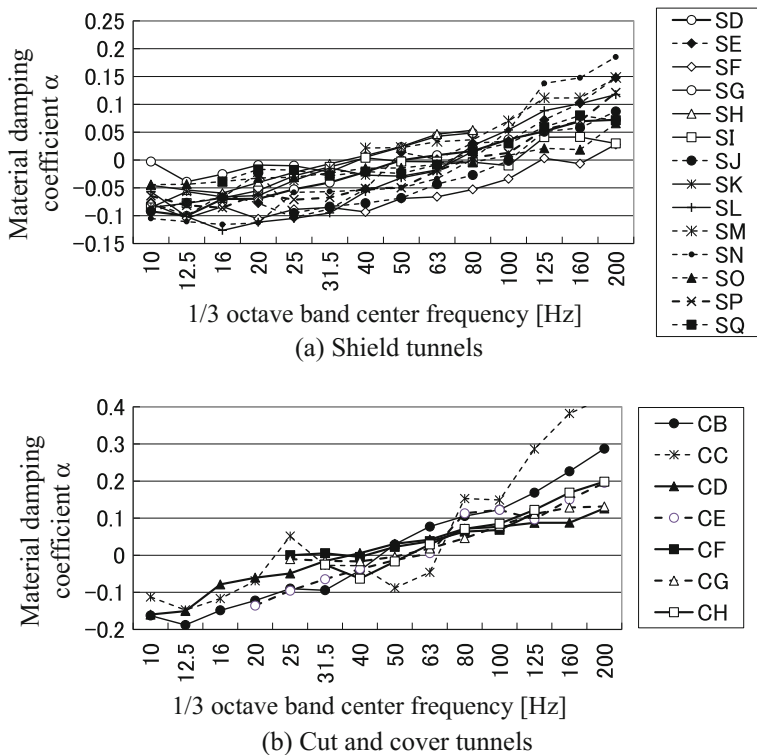 Material damping
coefficient α
0.25
0.2
0.15
0.1
0.05
0
−0.05
−0.1
−0.15
10
12.5
16
20
25
31.5
40
50
63
80
100
125
160
200
1/3 octave band center frequency [Hz]
(a) Shield tunnels
SD
SE
SF
SG
SH
SI
SJ
SK
SL
SM
SN
SO
SP
SQ
Material damping
coefficient α
0.4
0.3
0.2
0.1
0
−0.1
−0.2
10
12.5
16
20
25
31.5
40
50
63
80
100
125
160
200
1/3 octave band center frequency [Hz]
(b) Cut and cover tunnels
CB
CC
CD
CE
CF
CG
CH